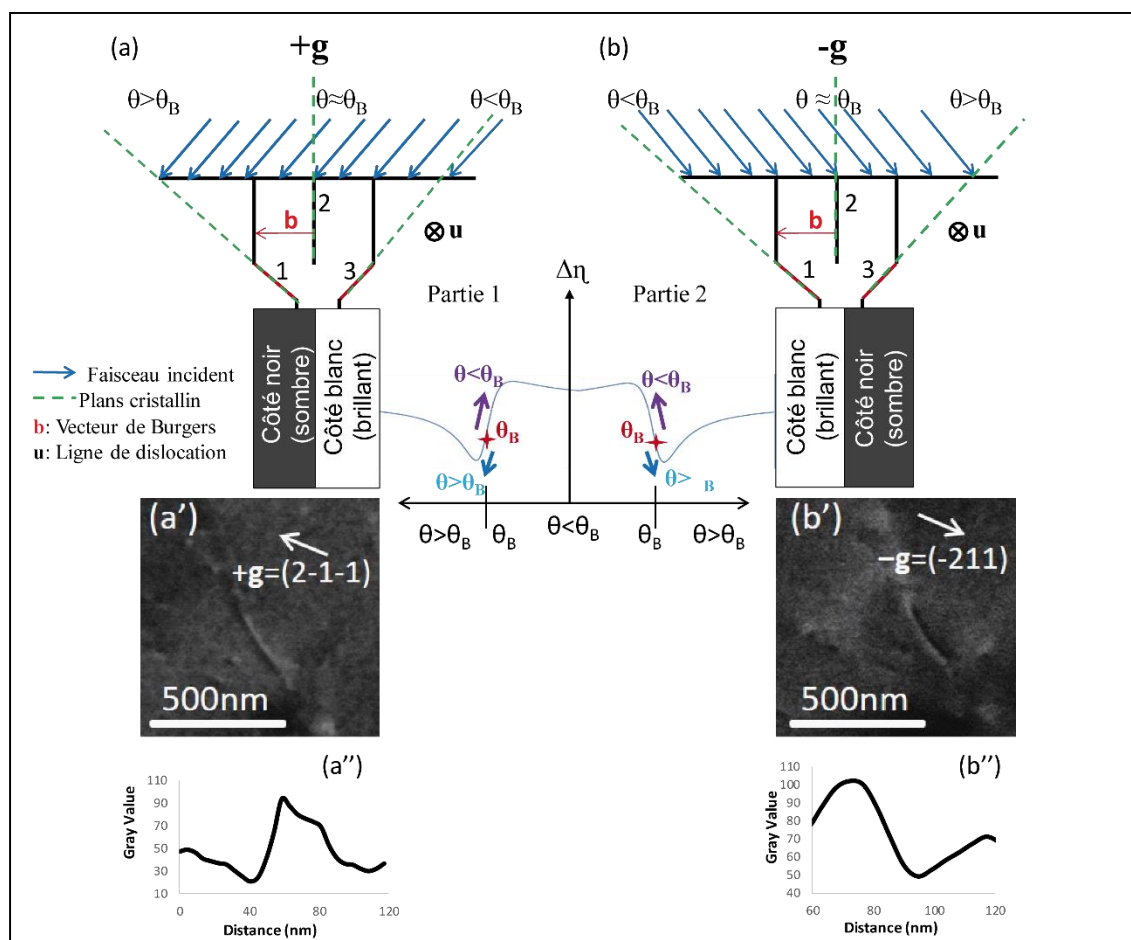 (a)
+g
θ>θB
θ≈θB
θ<θB
2
b
1
3
⊗ u
Côté noir
(sombre)
Côté blanc
(brillant)
(b)
-g
θ<θB
θ ≈ θB
θ>θB
2
b
1
3
⊗ u
Côté blanc
(brillant)
Côté noir
(sombre)
Faisceau incident
Plans cristallin
b: Vecteur de Burgers
u: Ligne de dislocation
Δη
Partie 1
Partie 2
θ<θB
θ<θB
θB
θB
θ>θB
θ> B
θ>θB
θB
θ<θB
θB
θ>θB
(a')
+g=(2-1-1)
500nm
(b')
−g=(-211)
500nm
(a'')
110
90
70
50
30
10
Gray Value
0
40
80
120
Distance (nm)
(b'')
110
100
90
80
70
60
50
40
Gray Value
60
80
100
120
Distance (nm)